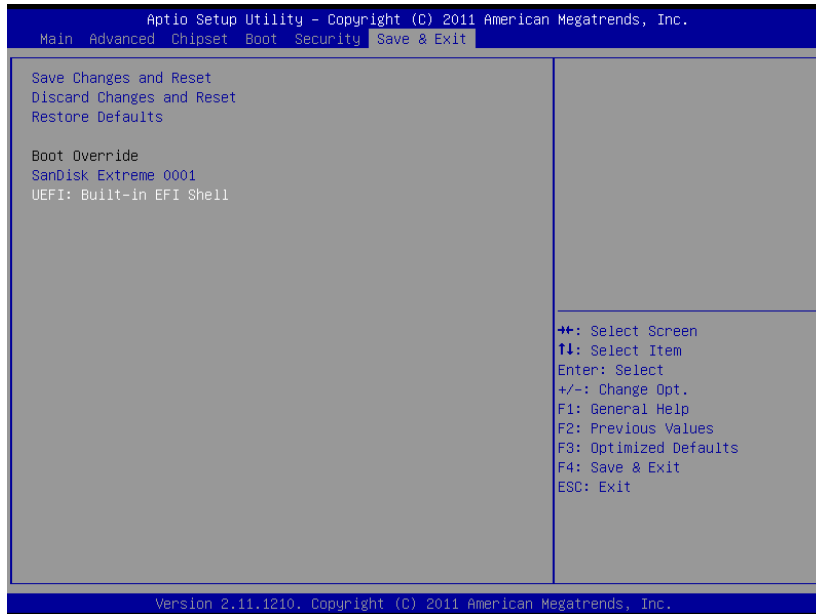 Aptio Setup Utility – Copyright (C) 2011 American Megatrends, Inc.
Main Advanced Chipset Boot Security Save & Exit
Save Changes and Reset
Discard Changes and Reset
Restore Defaults
Boot Override
SanDisk Extreme 0001
UEFI: Built-in EFI Shell
→←: Select Screen
↑↓: Select Item
Enter: Select
+/-: Change Opt.
F1: General Help
F2: Previous Values
F3: Optimized Defaults
F4: Save & Exit
ESC: Exit
Version 2.11.1210. Copyright (C) 2011 American Megatrends, Inc.